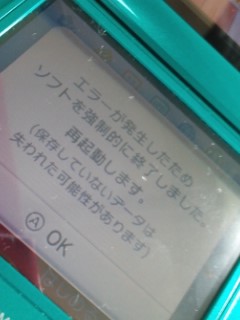 エラーが発生したため
ソフトを強制的に終了しました。
再起動します。
(保存していないデータは
失われた可能性があります)
Ⓐ OK